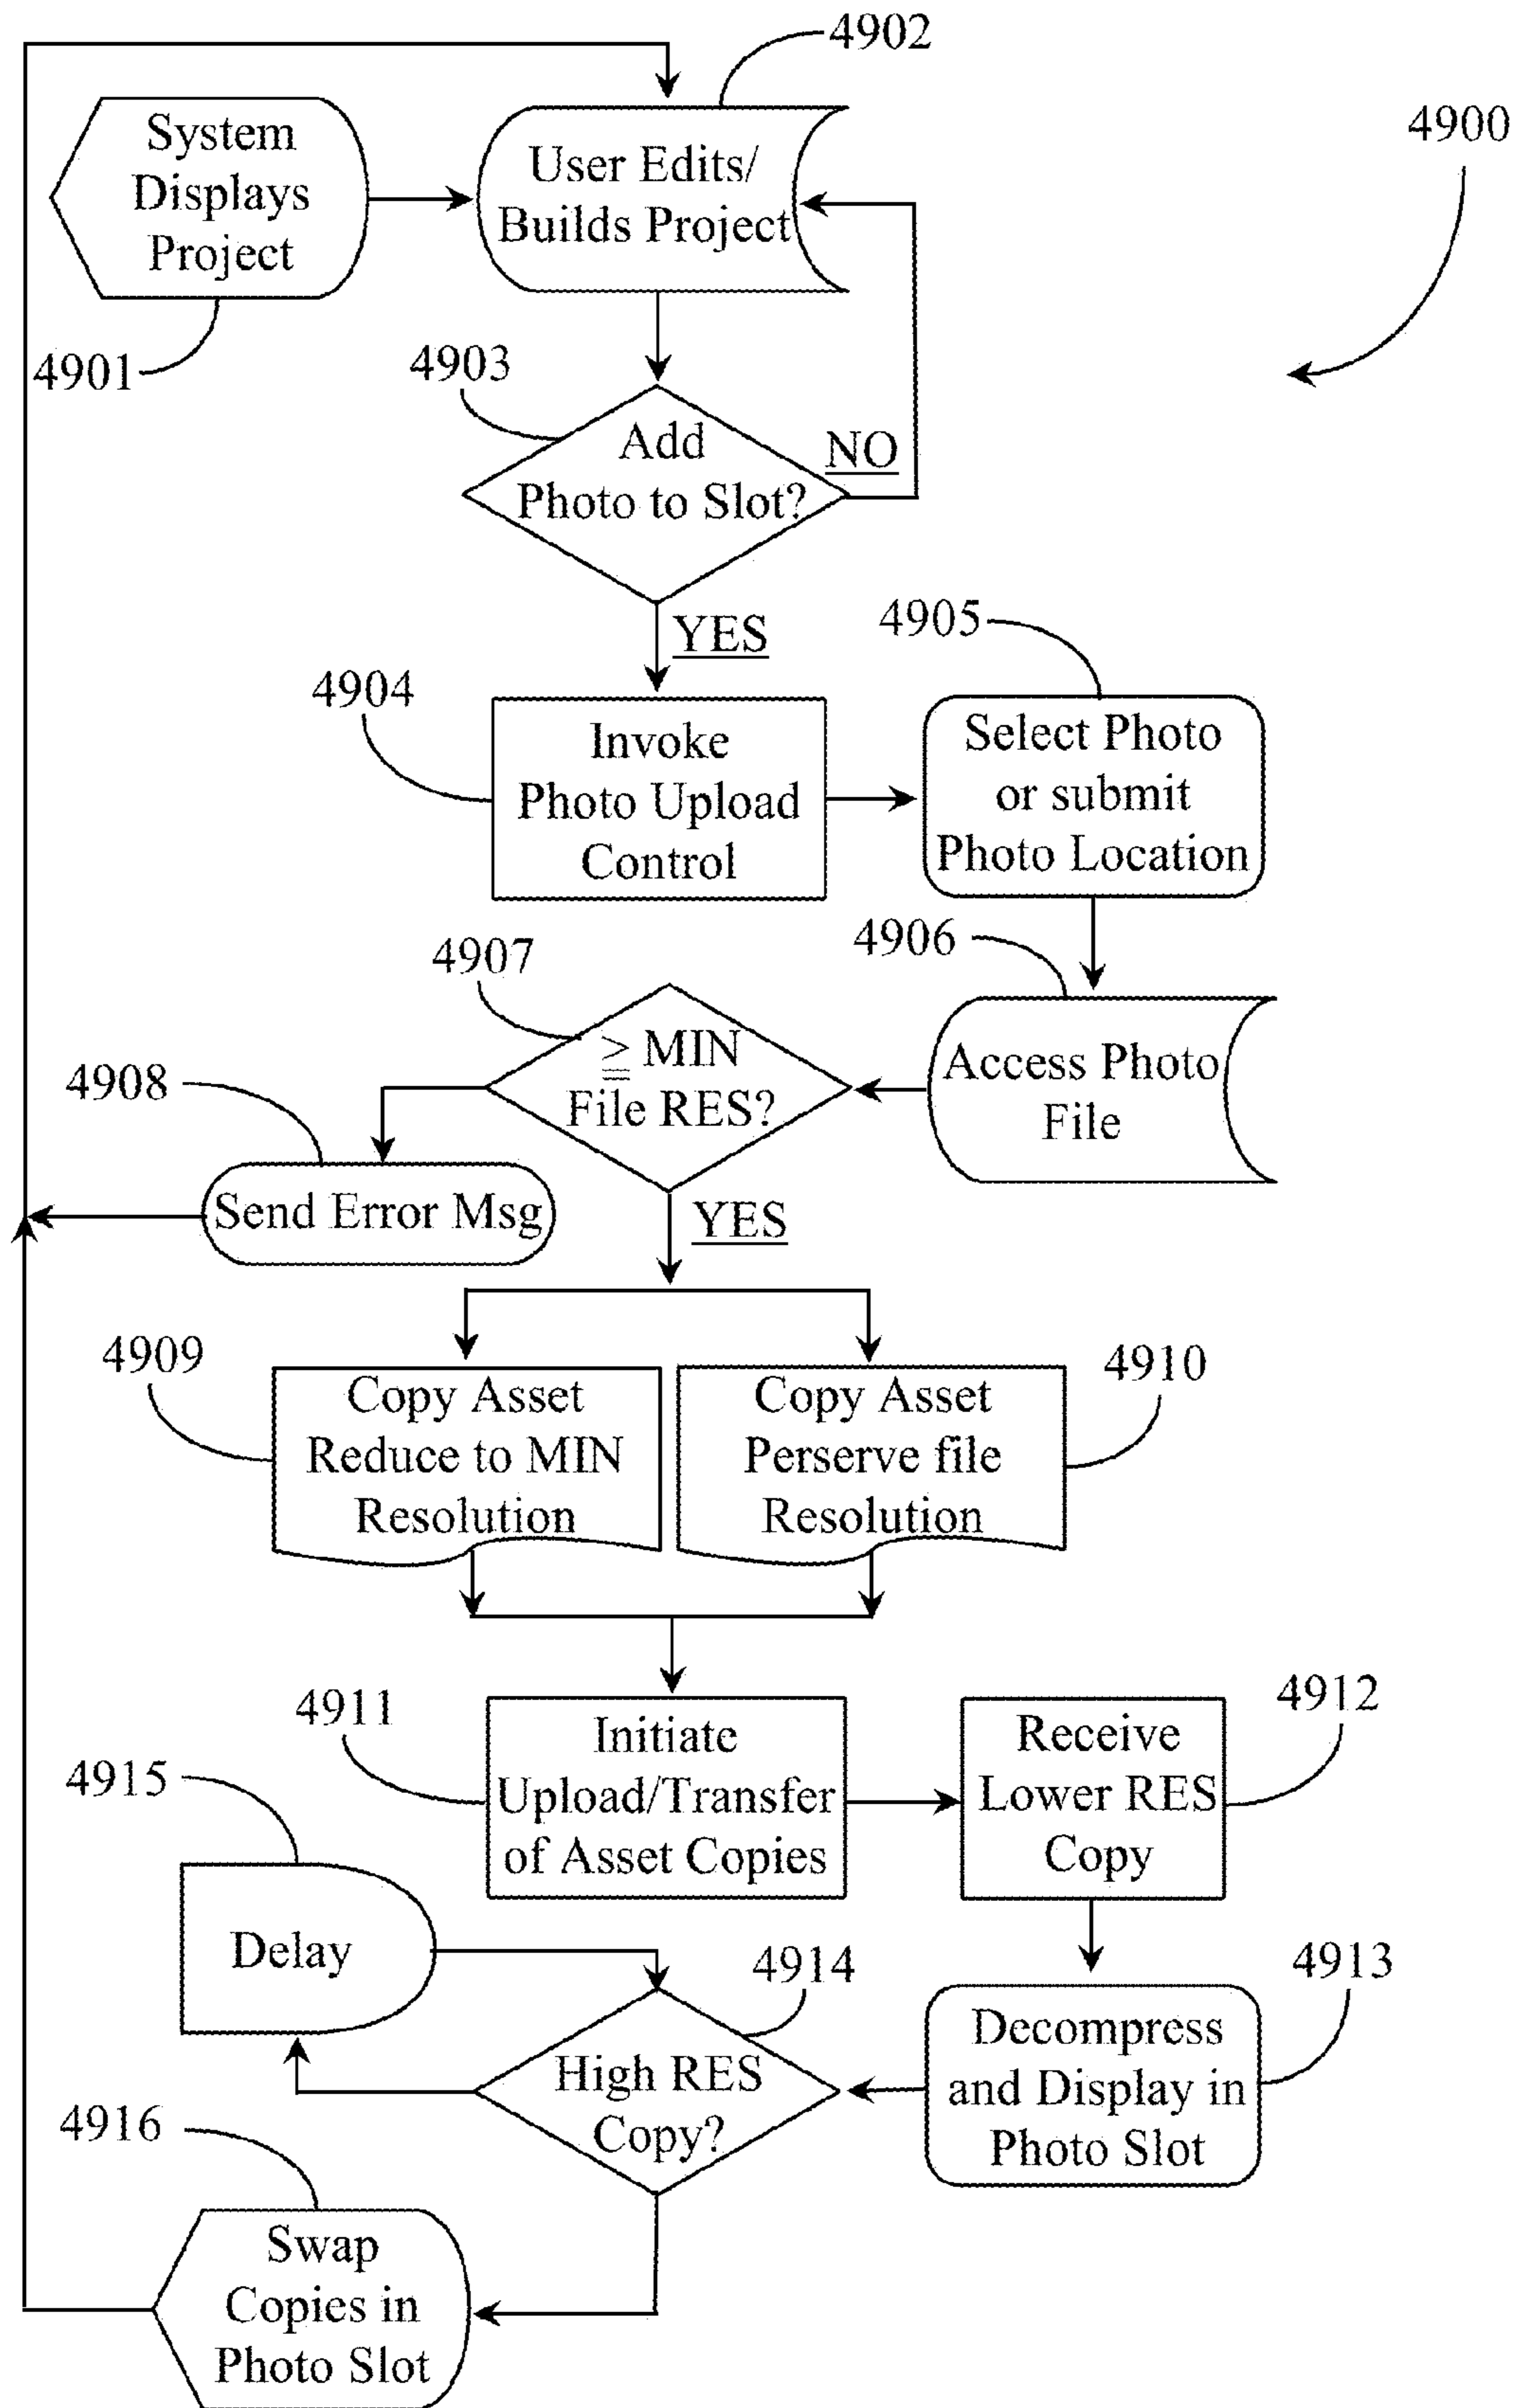 4902
4900
System
Displays
Project
User Edits/
Builds Project
4901
4903
Add
Photo to Slot?
NO
YES
4905
4904
Invoke
Photo Upload
Control
Select Photo
or submit
Photo Location
4906
4907
≧ MIN
File RES?
Access Photo
File
4908
Send Error Msg
YES
4909
4910
Copy Asset
Reduce to MIN
Resolution
Copy Asset
Perserve file
Resolution
4911
4912
Initiate
Upload/Transfer
of Asset Copies
Receive
Lower RES
Copy
4915
Delay
4914
4913
High RES
Copy?
Decompress
and Display in
Photo Slot
4916
Swap
Copies in
Photo Slot